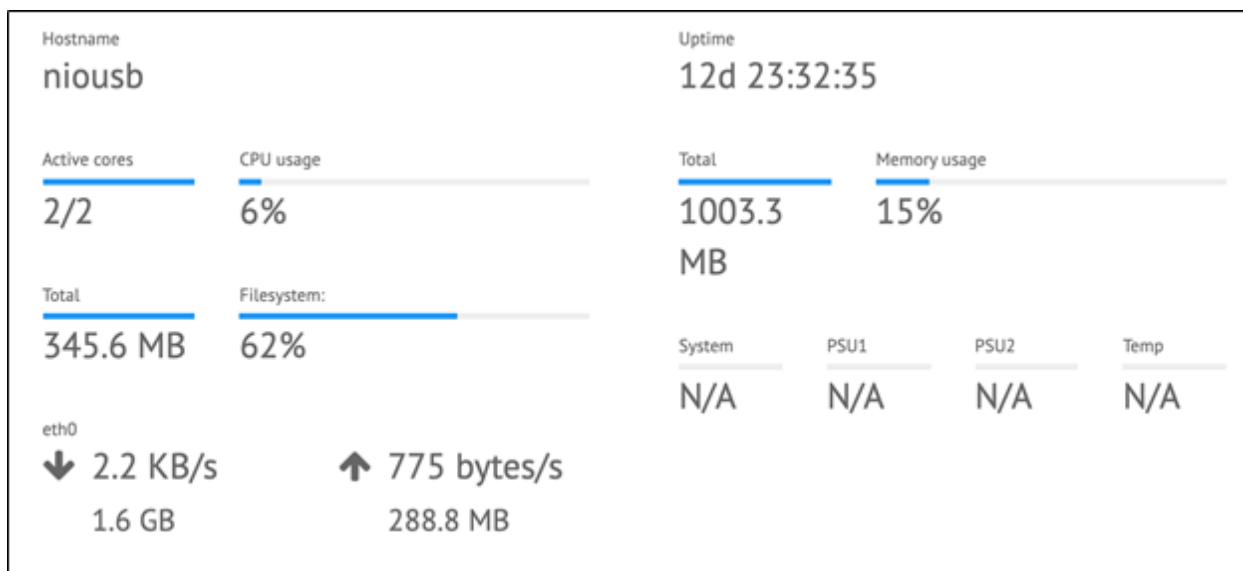 Hostname
niousb
Uptime
12d 23:32:35
Active cores
2/2
CPU usage
6%
Total
1003.3
MB
Memory usage
15%
Total
345.6 MB
Filesystem:
62%
System
N/A
PSU1
N/A
PSU2
N/A
Temp
N/A
eth0
2.2 KB/s
1.6 GB
775 bytes/s
288.8 MB